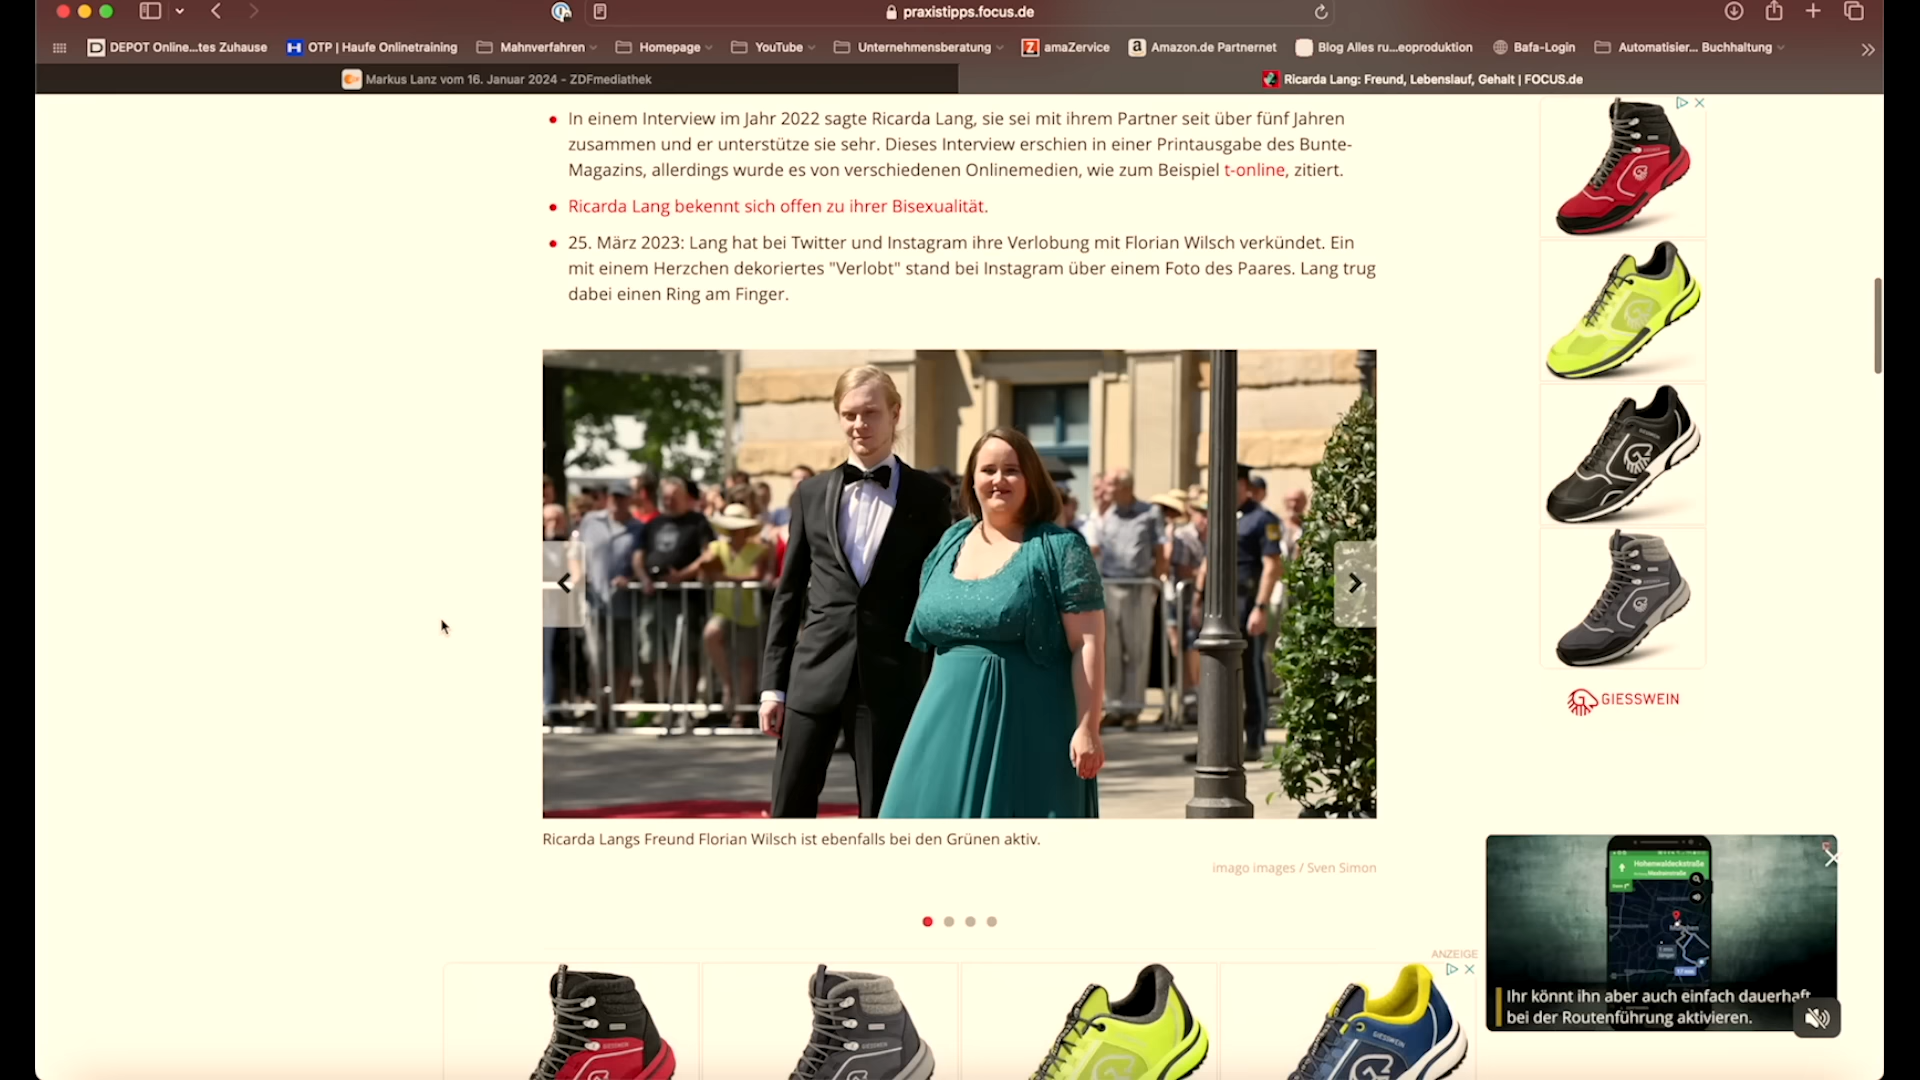 praxistipps.focus.de
DEPOT Online...tes Zuhause
OTP | Haufe Onlinetraining
Mahnverfahren
Homepage
YouTube
Unternehmensberatung
amaZervice
Amazon.de Partnernet
Blog Alles ru...eoproduktion
Bafa-Login
Automatisier... Buchhaltung
Markus Lanz vom 16. Januar 2024 - ZDFmediathek
Ricarda Lang: Freund, Lebenslauf, Gehalt | FOCUS.de
In einem Interview im Jahr 2022 sagte Ricarda Lang, sie sei mit ihrem Partner seit über fünf Jahren
zusammen und er unterstütze sie sehr. Dieses Interview erschien in einer Printausgabe des Bunte-
Magazins, allerdings wurde es von verschiedenen Onlinemedien, wie zum Beispiel t-online, zitiert.
Ricarda Lang bekennt sich offen zu ihrer Bisexualität.
25. März 2023: Lang hat bei Twitter und Instagram ihre Verlobung mit Florian Wilsch verkündet. Ein
mit einem Herzchen dekoriertes "Verlobt" stand bei Instagram über einem Foto des Paares. Lang trug
dabei einen Ring am Finger.
GIESSWEIN
Ricarda Langs Freund Florian Wilsch ist ebenfalls bei den Grünen aktiv.
imago images / Sven Simon
ANZEIGE
Hohenwaldeckstraße
Ihr könnt ihn aber auch einfach dauerhaft
bei der Routenführung aktivieren.